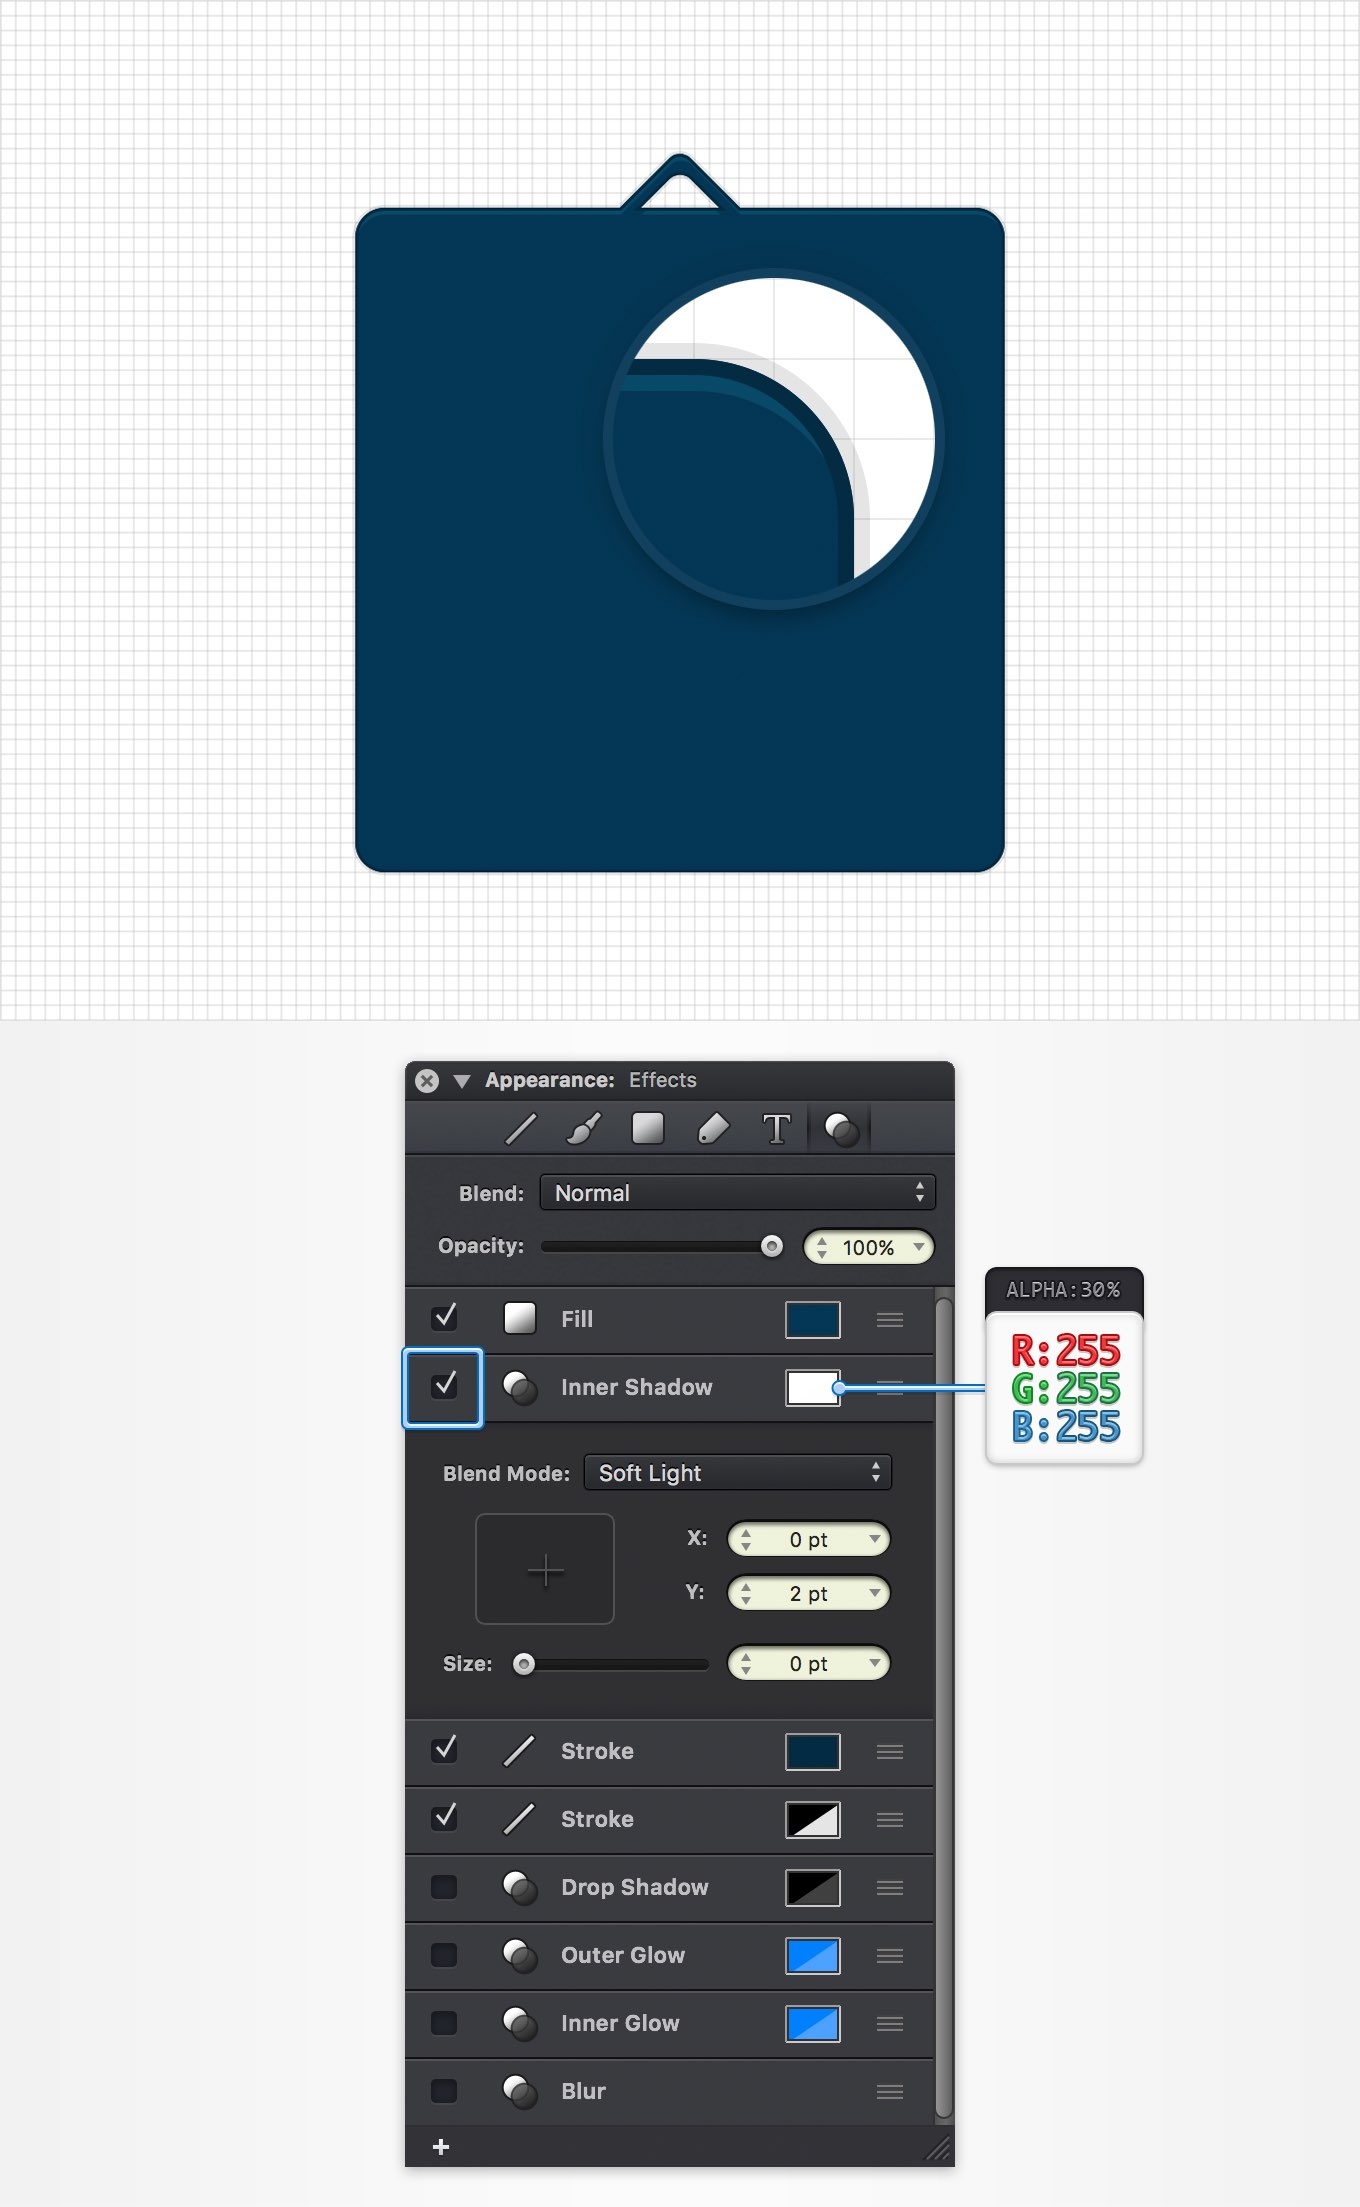 Appearance: Effects
T
Blend: Normal
Opacity: 100%
Fill
ALPHA:30%
Inner Shadow
R:255
G:255
B:255
Blend Mode: Soft Light
X: 0 pt
Y: 2 pt
Size: 0 pt
Stroke
Stroke
Drop Shadow
Outer Glow
Inner Glow
Blur